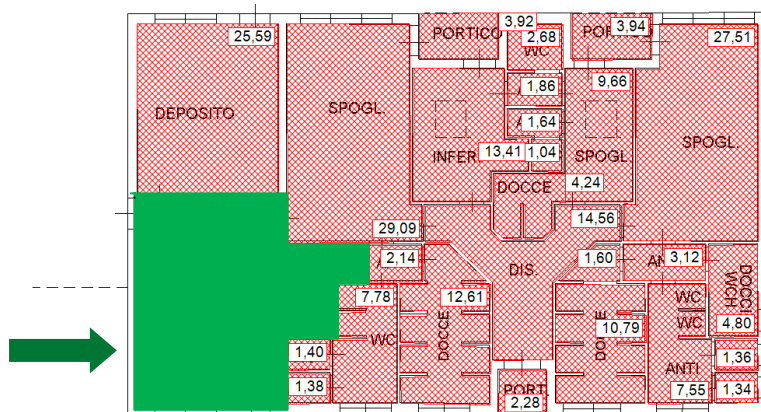 3,92
3,94
25,59
PORTICO
2,68
27,51
WC
1,86
9,66
DEPOSITO
SPOGL.
1,64
SPOGL.
INFER
13,41
1,04
SPOGL.
DOCCE
4,24
29,09
14,56
2,14
DIS.
1,60
3,12
7,78
12,61
WC
DOCCE
WC
WC
10,79
DOCCE
4,80
1,40
1,36
ANTI
1,38
PORT.
7,55
1,34
2,28